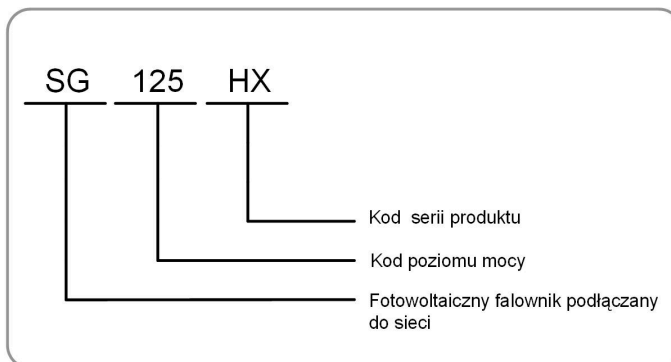 SG 125 HX
Kod serii produktu
Kod poziomu mocy
Fotowoltaiczny falownik podłączany
do sieci